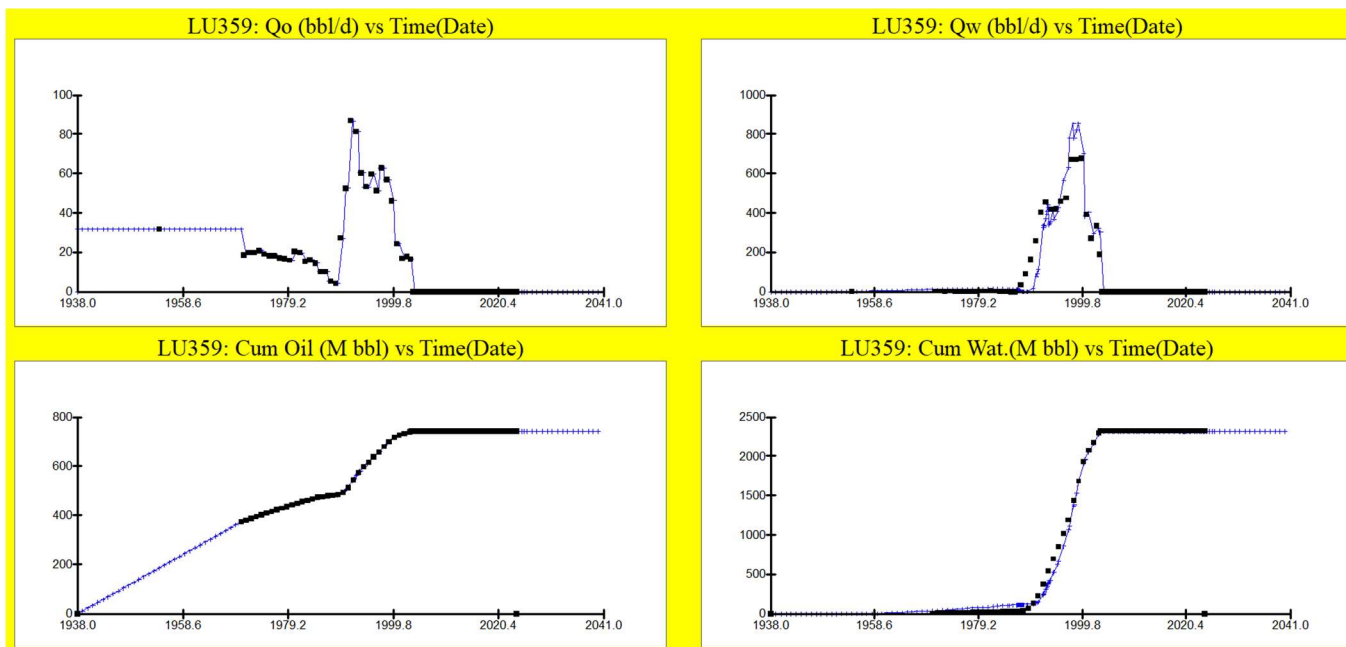 LU359: Qo (bbl/d) vs Time(Date)
100
80
60
40
20
0
1938.0 1958.6 1979.2 1999.8 2020.4 2041.0
LU359: Qw (bbl/d) vs Time(Date)
1000
800
600
400
200
0
1938.0 1958.6 1979.2 1999.8 2020.4 2041.0
LU359: Cum Oil (M bbl) vs Time(Date)
800
600
400
200
0
1938.0 1958.6 1979.2 1999.8 2020.4 2041.0
LU359: Cum Wat.(M bbl) vs Time(Date)
2500
2000
1500
1000
500
0
1938.0 1958.6 1979.2 1999.8 2020.4 2041.0